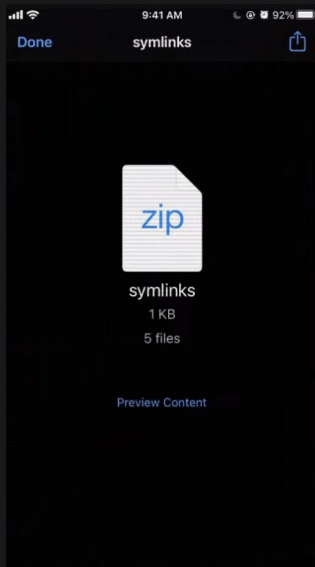 9:41 AM
92%
Done
symlinks
zip
symlinks
1 KB
5 files
Preview Content